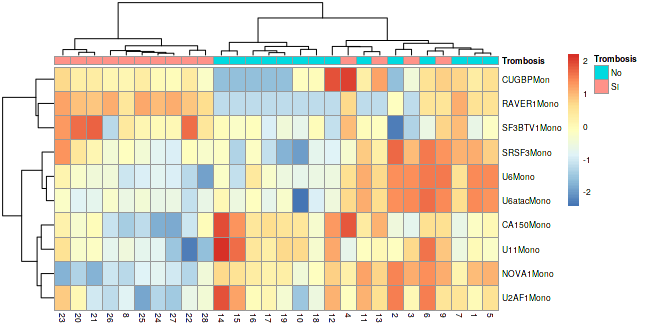 Trombosis
CUGBPMon
RAVER1Mono
SF3BTV1Mono
SRSF3Mono
U6Mono
U6atacMono
CA150Mono
U11Mono
NOVA1Mono
U2AF1Mono
23 20 21 26 8 25 24 27 22 28 14 15 16 17 19 10 18 12 4 11 13 2 3 6 9 7 1 5
2
1
0
-1
-2
Trombosis
No
SI